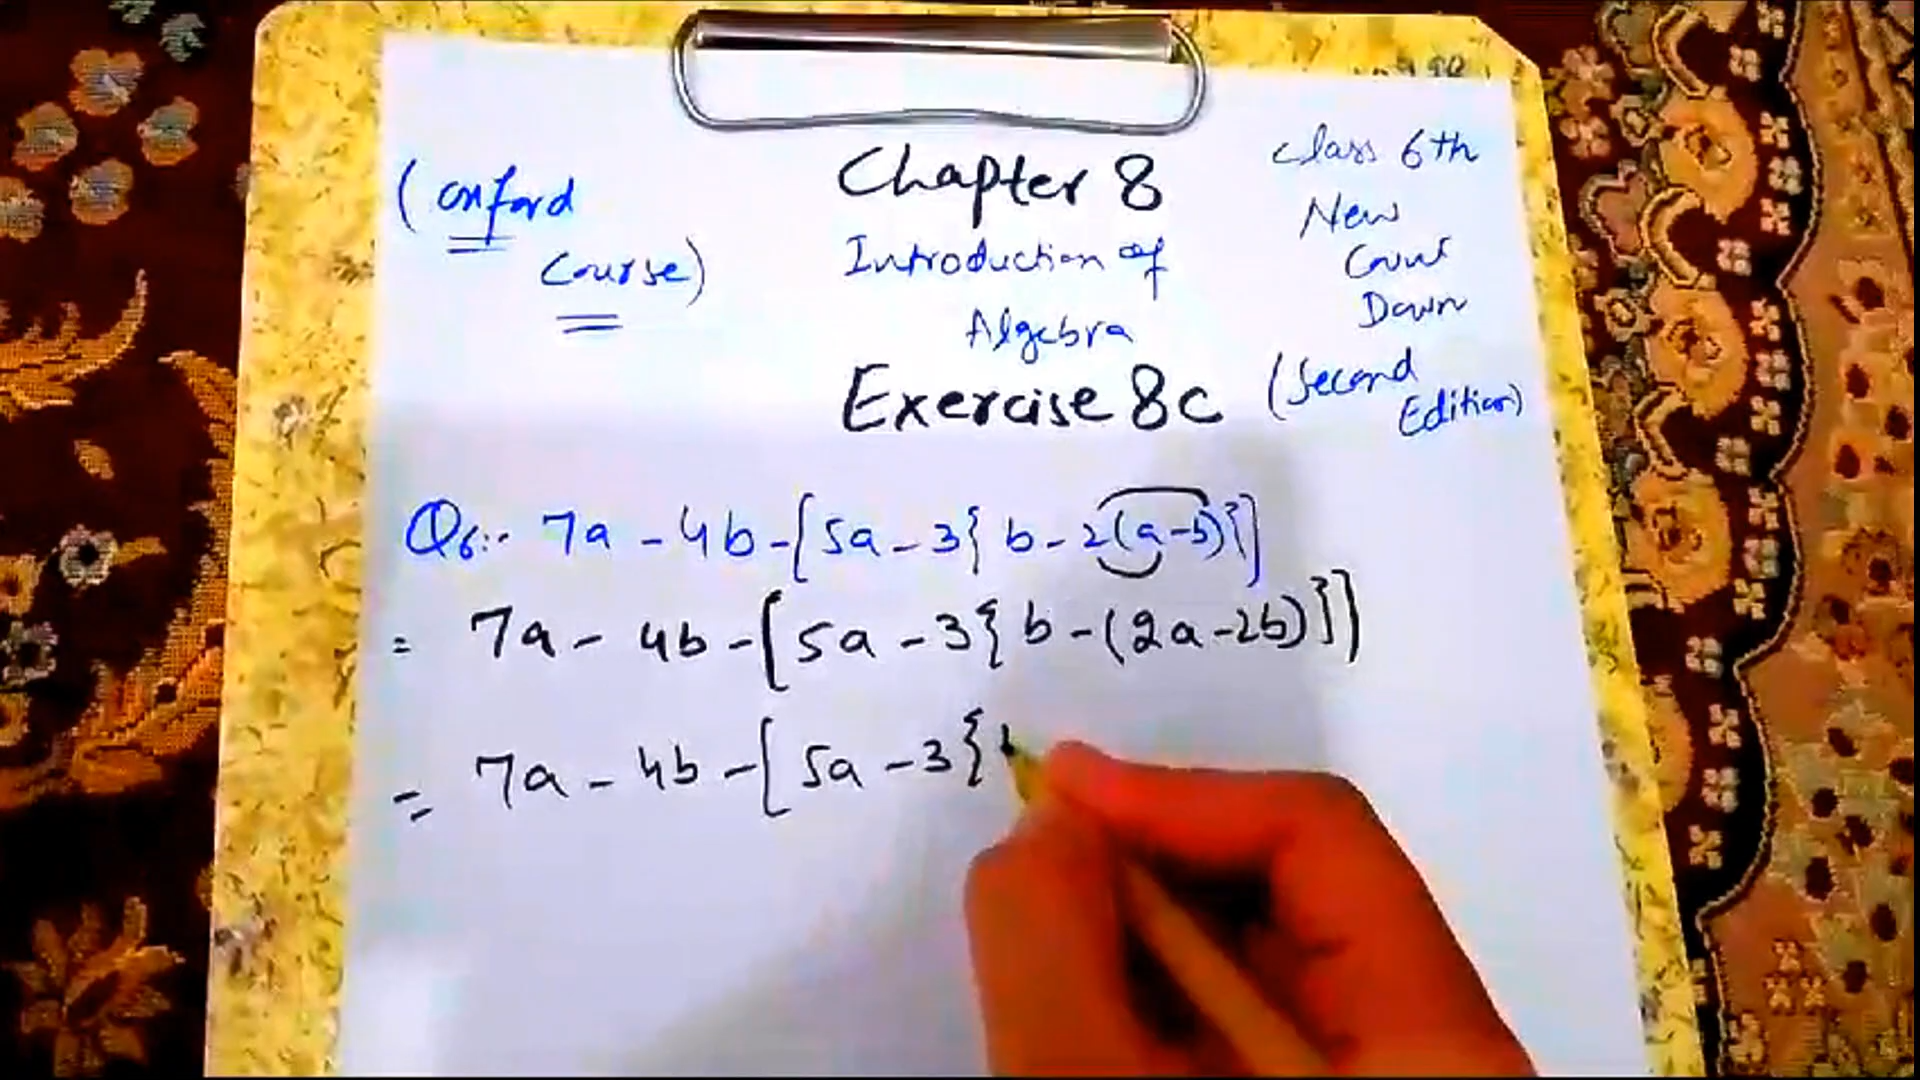 (Oxford
Course)
Chapter 8
Introduction of
Algebra
Exercise 8c
Class 6th
New
Count
Down
(Second
Edition)
Q6:- 7a - 4b - [5a - 3{ b - 2(a-b)}]
= 7a - 4b - [5a - 3{ b - (2a-2b)}]
= 7a - 4b - [5a - 3{